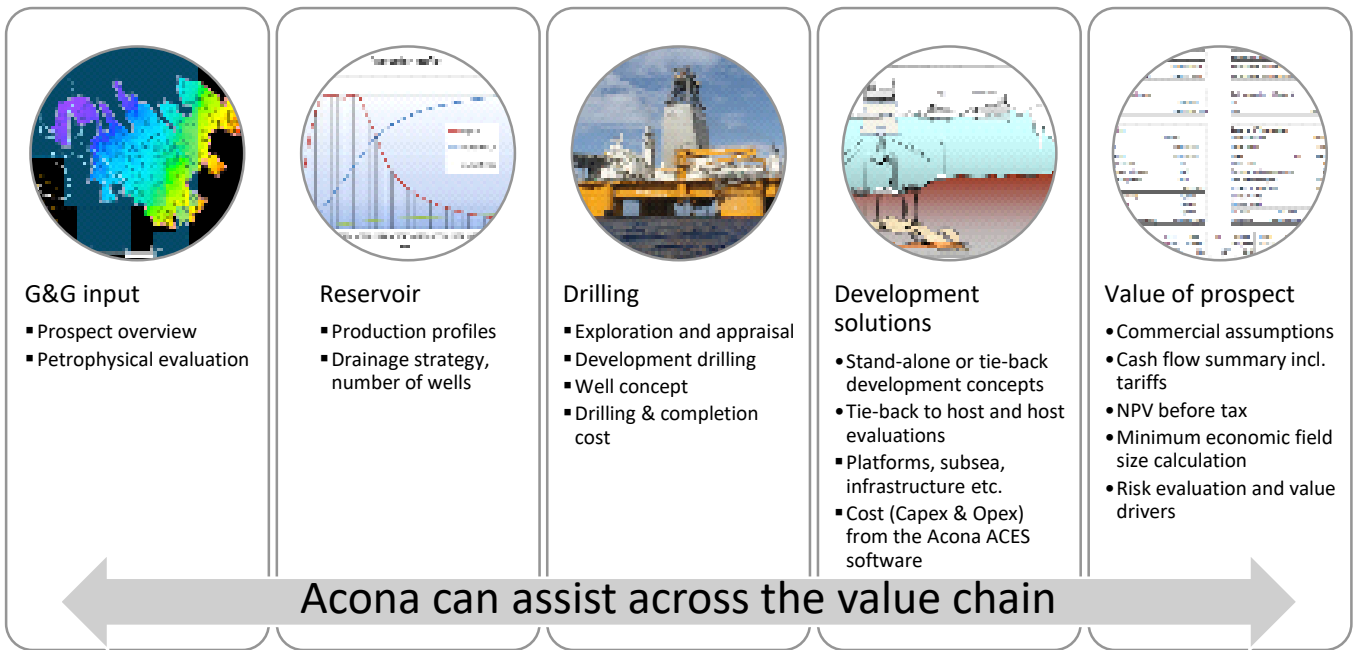 G&G input
▪ Prospect overview
▪ Petrophysical evaluation
Reservoir
▪ Production profiles
▪ Drainage strategy,
number of wells
Drilling
▪ Exploration and appraisal
▪ Development drilling
▪ Well concept
▪ Drilling & completion
cost
Development
solutions
• Stand-alone or tie-back
development concepts
• Tie-back to host and host
evaluations
▪ Platforms, subsea,
infrastructure etc.
▪ Cost (Capex & Opex)
from the Acona ACES
software
Value of prospect
• Commercial assumptions
• Cash flow summary incl.
tariffs
• NPV before tax
• Minimum economic field
size calculation
• Risk evaluation and value
drivers
Acona can assist across the value chain